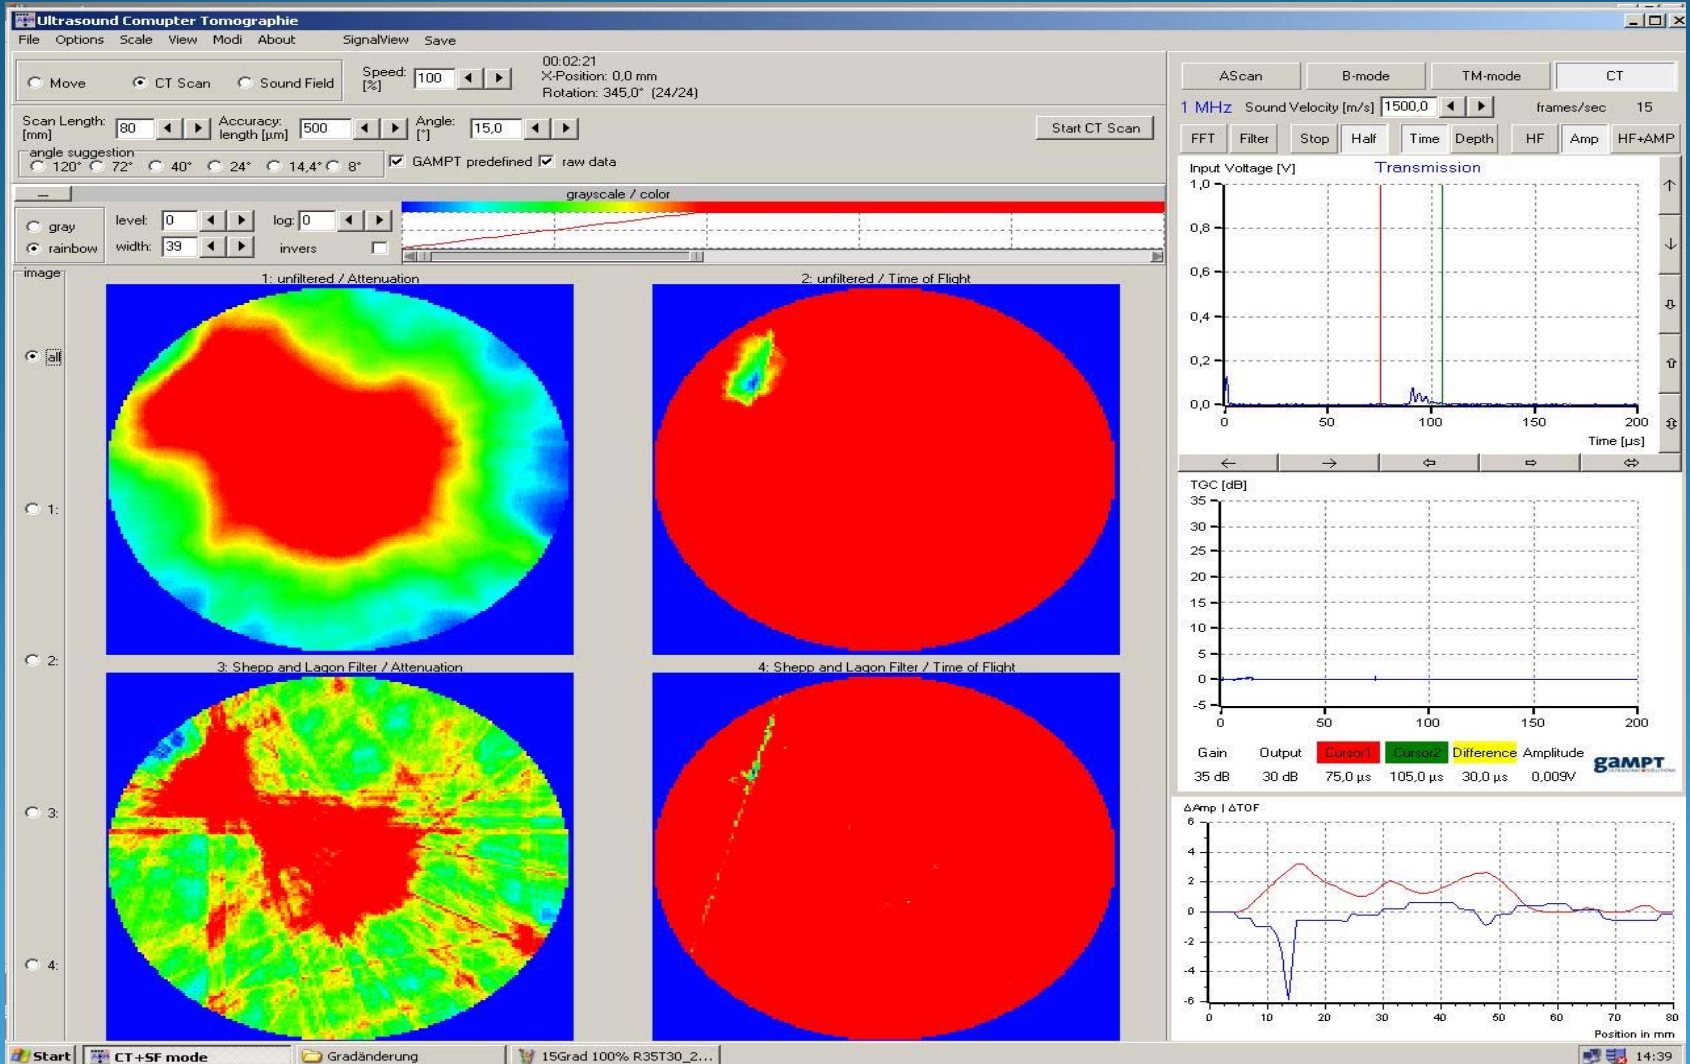 Ultrasound Comupter Tomographie
File Options Scale View Modi About SignalView Save
Move CT Scan Sound Field
Speed: [%] 100
00:02:21
X-Position: 0,0 mm
Rotation: 345,0° (24/24)
Scan Length: [mm] 80 Accuracy: length [µm] 500 Angle: [°] 15,0 Start CT Scan
angle suggestion
120° 72° 40° 24° 14,4° 8° GAMPT predefined raw data
grayscale / color
gray level: 0 log: 0
rainbow width: 39 invers
image
1: unfiltered / Attenuation
2: unfiltered / Time of Flight
all
1:
2:
3: Shepp and Lagon Filter / Attenuation
4: Shepp and Lagon Filter / Time of Flight
3:
4:
AScan B-mode TM-mode CT
1 MHz Sound Velocity [m/s] 1500,0 frames/sec 15
FFT Filter Stop Half Time Depth HF Amp HF+AMP
Input Voltage [V] Transmission
1,0
0,8
0,6
0,4
0,2
0,0
0 50 100 150 200
Time [µs]
TGC [dB]
35
30
25
20
15
10
5
0
-5
0 50 100 150 200
Gain Output Cursor1 Cursor2 Difference Amplitude
35 dB 30 dB 75,0 µs 105,0 µs 30,0 µs 0,009V
gaMPT
ΔAmp | ΔTOF
6
4
2
0
-2
-4
-6
0 10 20 30 40 50 60 70 80
Position in mm
Start CT+SF mode Gradänderung 15Grad 100% R35T30_2... 14:39